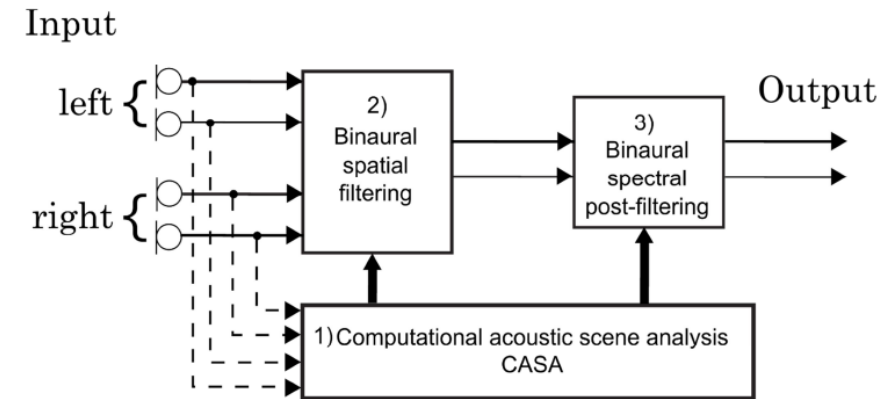 Input
left {
right {
2)
Binaural
spatial
filtering
3)
Binaural
spectral
post-filtering
Output
1) Computational acoustic scene analysis
CASA